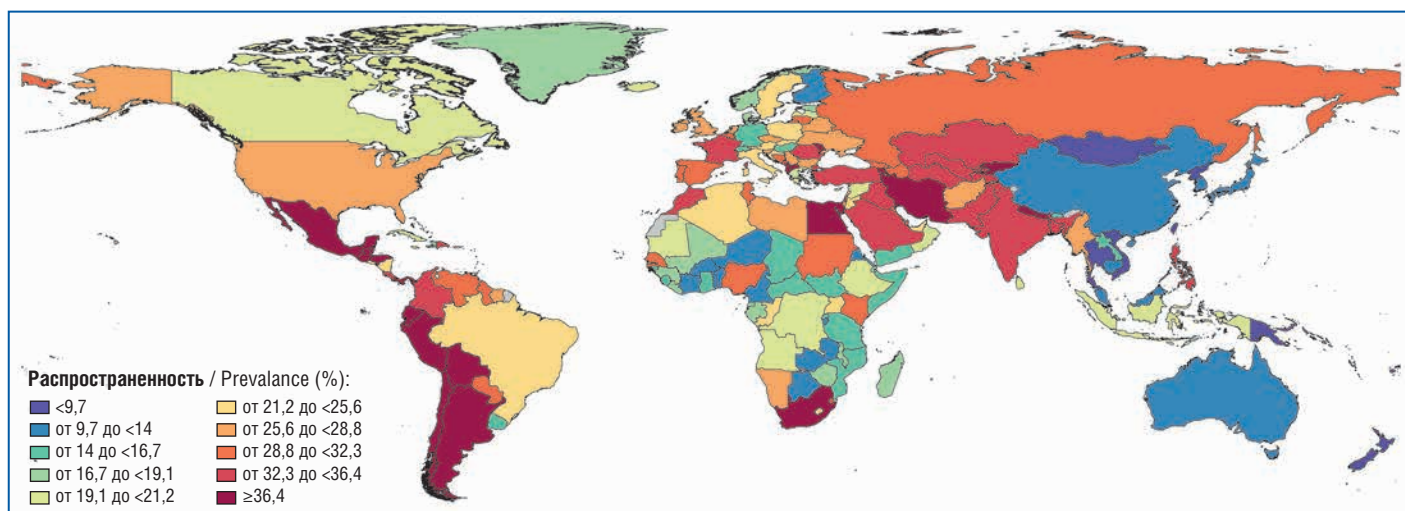 Распространенность / Prevalance (%):
<9,7
от 9,7 до <14
от 14 до <16,7
от 16,7 до <19,1
от 19,1 до <21,2
от 21,2 до <25,6
от 25,6 до <28,8
от 28,8 до <32,3
от 32,3 до <36,4
≥36,4